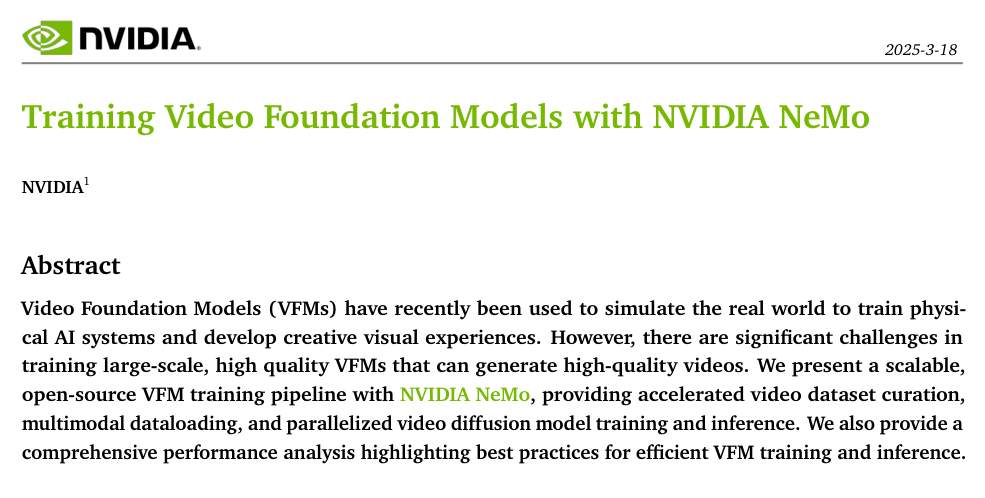 NVIDIA.
2025-3-18
Training Video Foundation Models with NVIDIA NeMo
NVIDIA1
Abstract
Video Foundation Models (VFMs) have recently been used to simulate the real world to train physi-
cal AI systems and develop creative visual experiences. However, there are significant challenges in
training large-scale, high quality VFMs that can generate high-quality videos. We present a scalable,
open-source VFM training pipeline with NVIDIA NeMo, providing accelerated video dataset curation,
multimodal dataloading, and parallelized video diffusion model training and inference. We also provide a
comprehensive performance analysis highlighting best practices for efficient VFM training and inference.